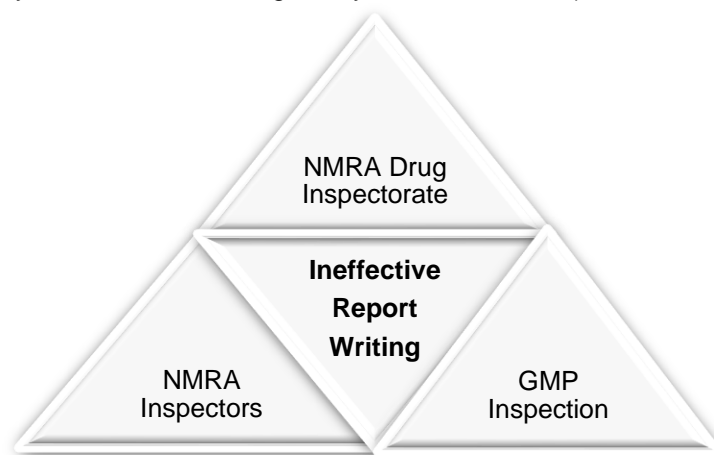 NMRA Drug
Inspectorate
Ineffective
Report
Writing
NMRA
Inspectors
GMP
Inspection